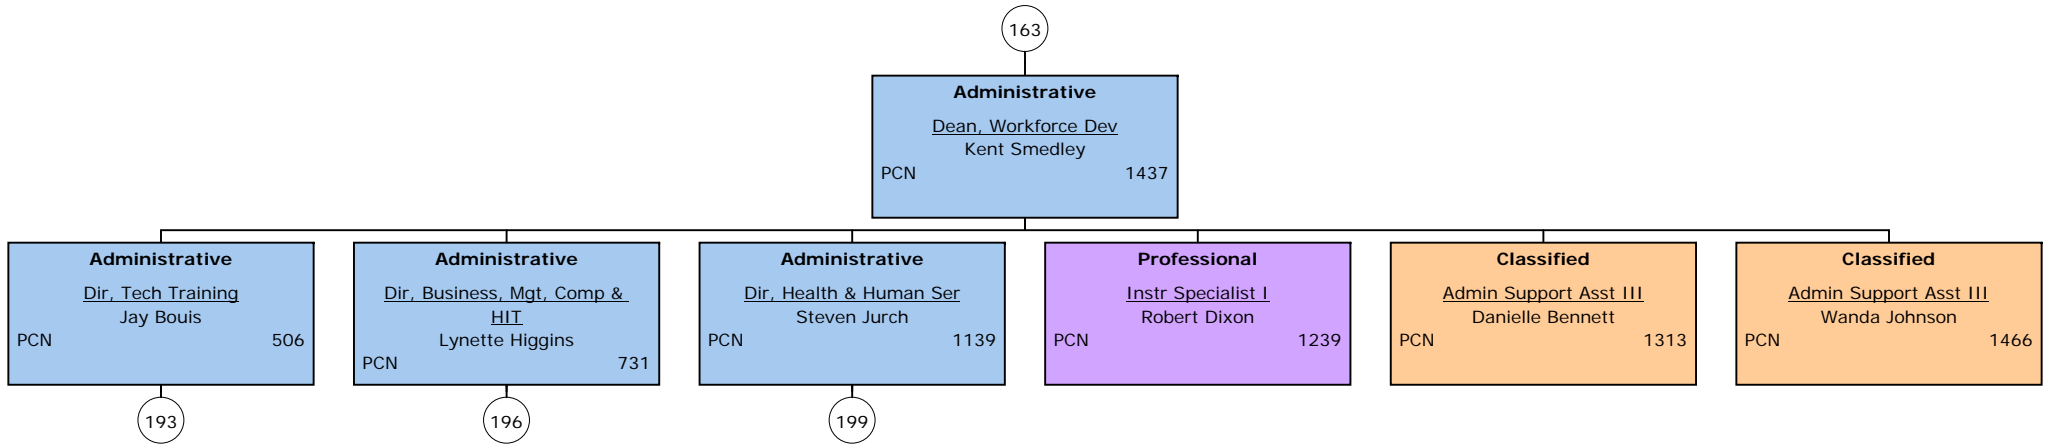 163
Administrative
Dean, Workforce Dev
Kent Smedley
PCN 1437
Administrative
Dir, Tech Training
Jay Bouis
PCN 506
193
Administrative
Dir, Business, Mgt, Comp &
HIT
Lynette Higgins
PCN 731
196
Administrative
Dir, Health & Human Ser
Steven Jurch
PCN 1139
199
Professional
Instr Specialist I
Robert Dixon
PCN 1239
Classified
Admin Support Asst III
Danielle Bennett
PCN 1313
Classified
Admin Support Asst III
Wanda Johnson
PCN 1466